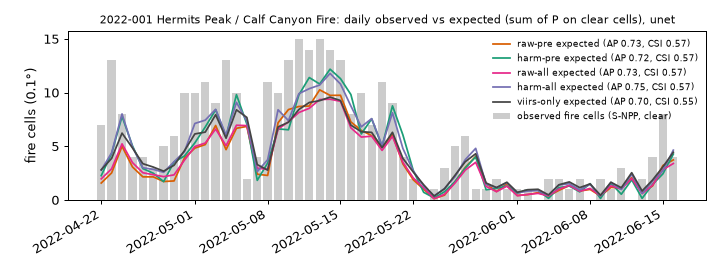 2022-001 Hermits Peak / Calf Canyon Fire: daily observed vs expected (sum of P on clear cells), unet
fire cells (0.1°)
15
10
5
0
raw-pre expected (AP 0.73, CSI 0.57)
harm-pre expected (AP 0.72, CSI 0.57)
raw-all expected (AP 0.73, CSI 0.57)
harm-all expected (AP 0.75, CSI 0.57)
viirs-only expected (AP 0.70, CSI 0.55)
observed fire cells (S-NPP, clear)
2022-04-22
2022-05-01
2022-05-08
2022-05-15
2022-05-22
2022-06-01
2022-06-08
2022-06-15